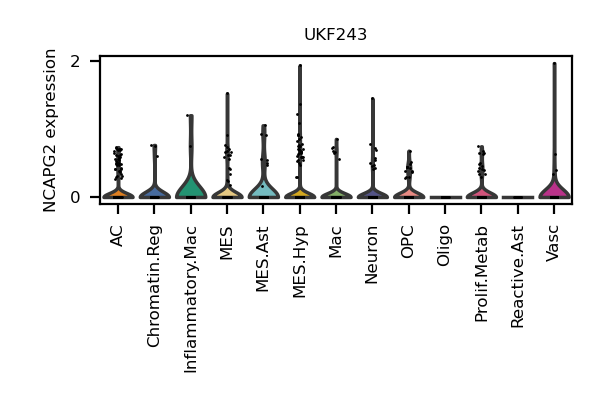 UKF243
NCAPG2 expression
2
0
AC
Chromatin.Reg
Inflammatory.Mac
MES
MES.Ast
MES.Hyp
Mac
Neuron
OPC
Oligo
Prolif.Metab
Reactive.Ast
Vasc